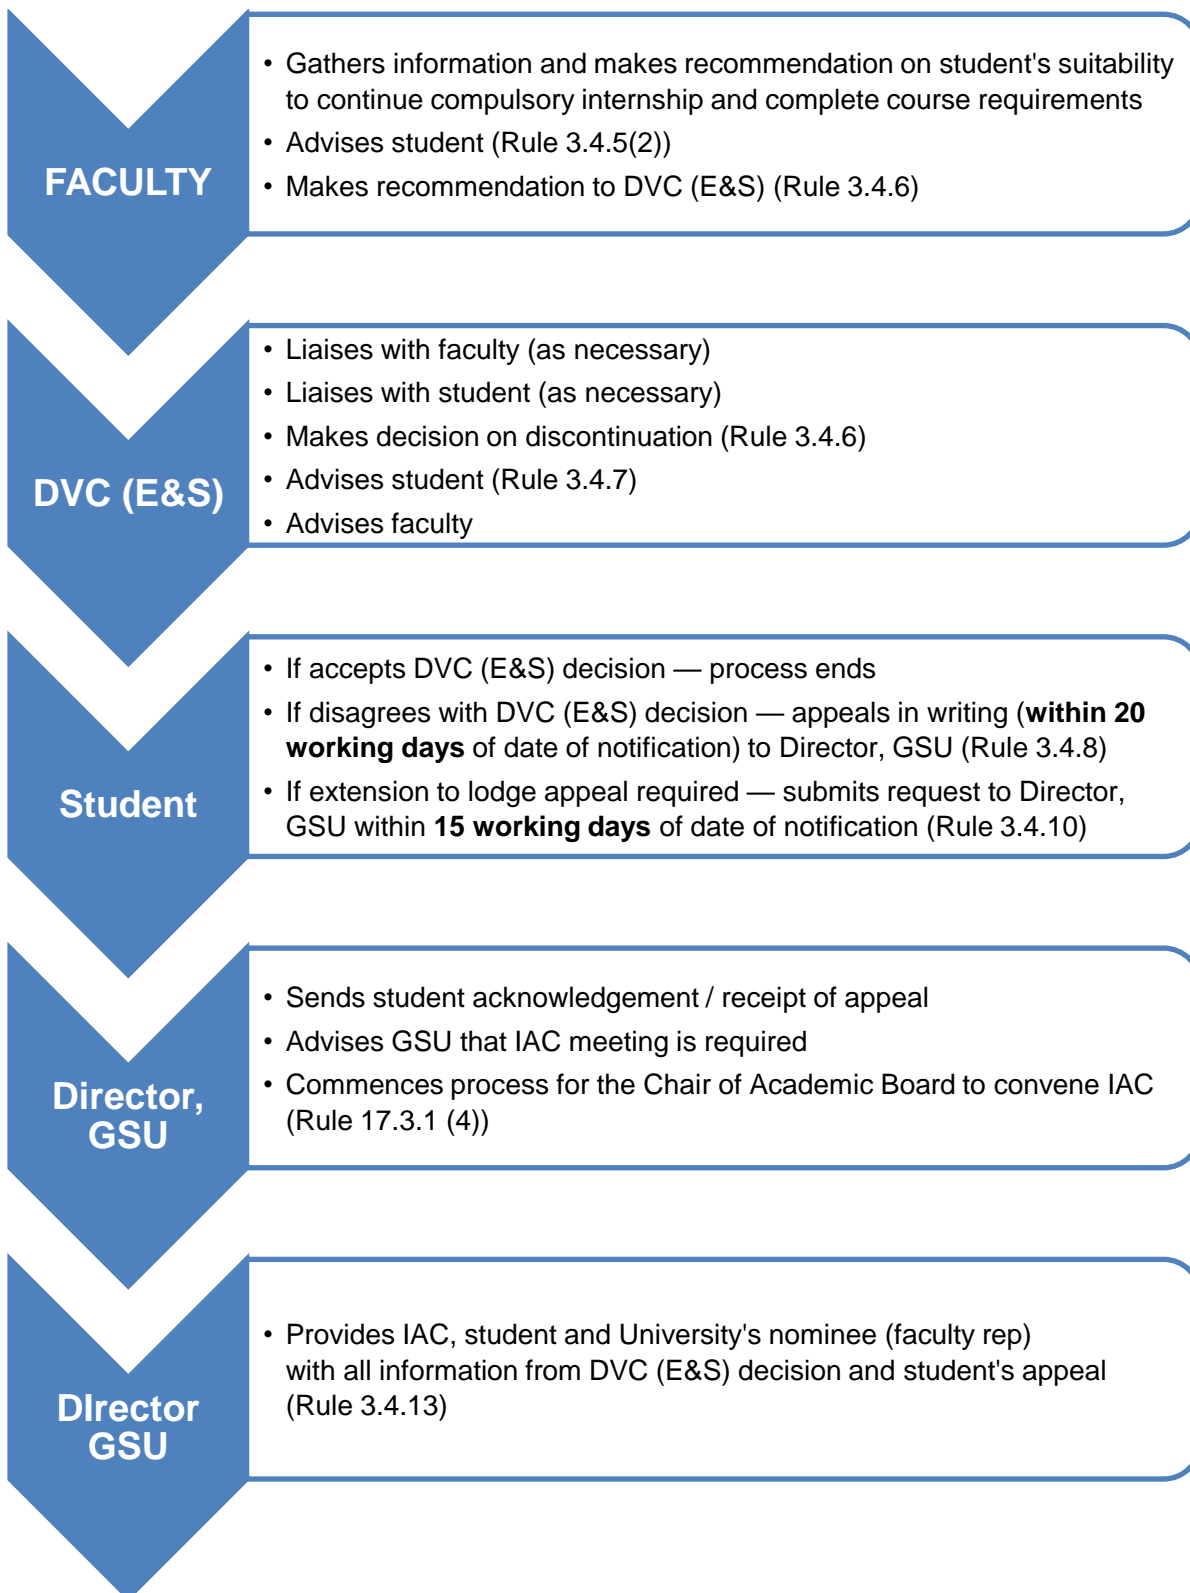 FACULTY
• Gathers information and makes recommendation on student's suitability
to continue compulsory internship and complete course requirements
• Advises student (Rule 3.4.5(2))
• Makes recommendation to DVC (E&S) (Rule 3.4.6)
DVC (E&S)
• Liaises with faculty (as necessary)
• Liaises with student (as necessary)
• Makes decision on discontinuation (Rule 3.4.6)
• Advises student (Rule 3.4.7)
• Advises faculty
Student
• If accepts DVC (E&S) decision — process ends
• If disagrees with DVC (E&S) decision — appeals in writing (within 20
working days of date of notification) to Director, GSU (Rule 3.4.8)
• If extension to lodge appeal required — submits request to Director,
GSU within 15 working days of date of notification (Rule 3.4.10)
Director,
GSU
• Sends student acknowledgement / receipt of appeal
• Advises GSU that IAC meeting is required
• Commences process for the Chair of Academic Board to convene IAC
(Rule 17.3.1 (4))
DIrector
GSU
• Provides IAC, student and University's nominee (faculty rep)
with all information from DVC (E&S) decision and student's appeal
(Rule 3.4.13)